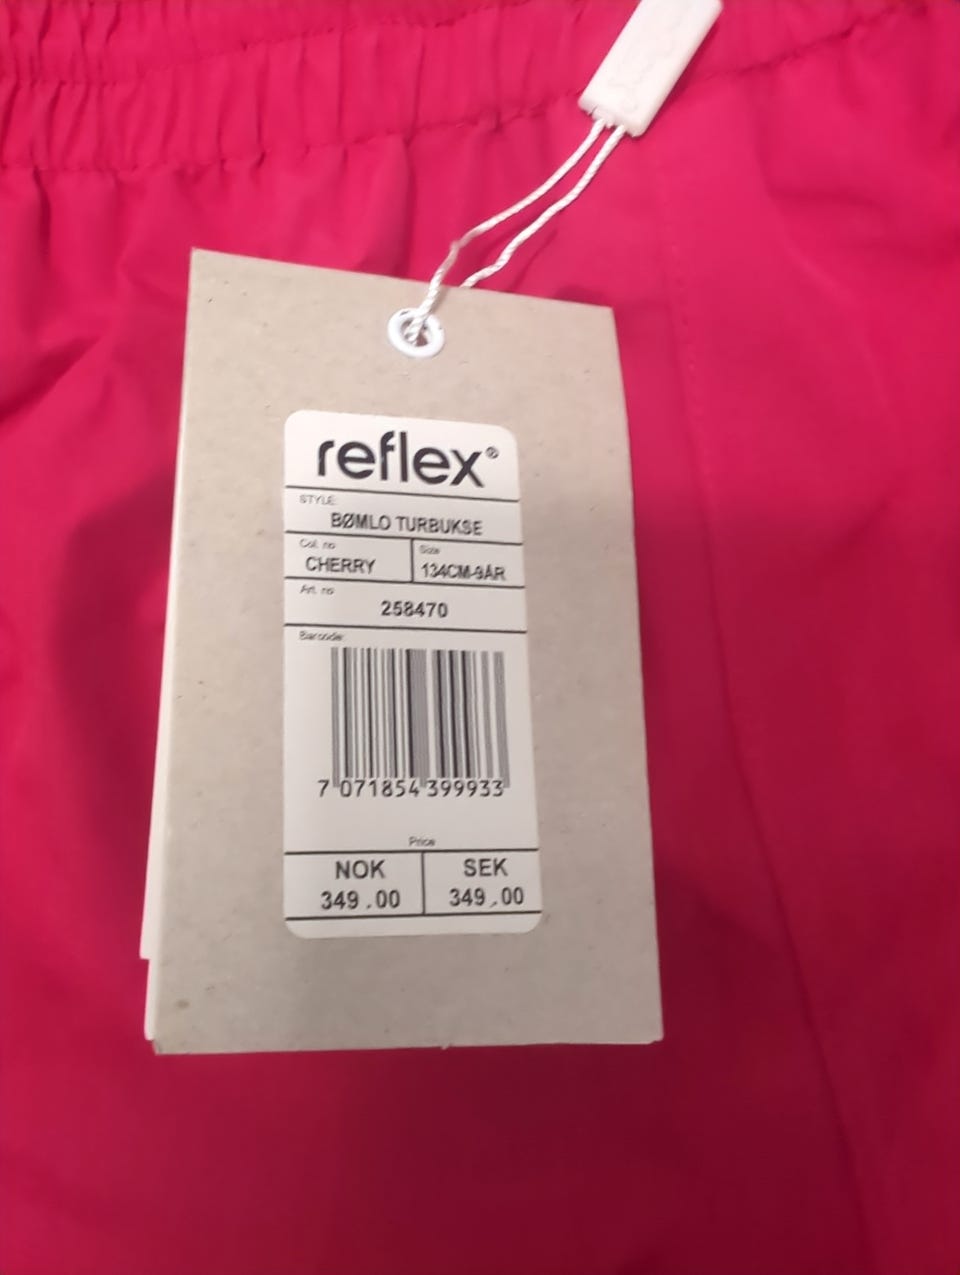 reflex®
STYLE:
BØMLO TURBUKSE
Col. no
CHERRY
Size
134CM-9ÅR
Art. no
258470
Barcode:
7 071854 399933
Price
NOK
349.00
SEK
349.00